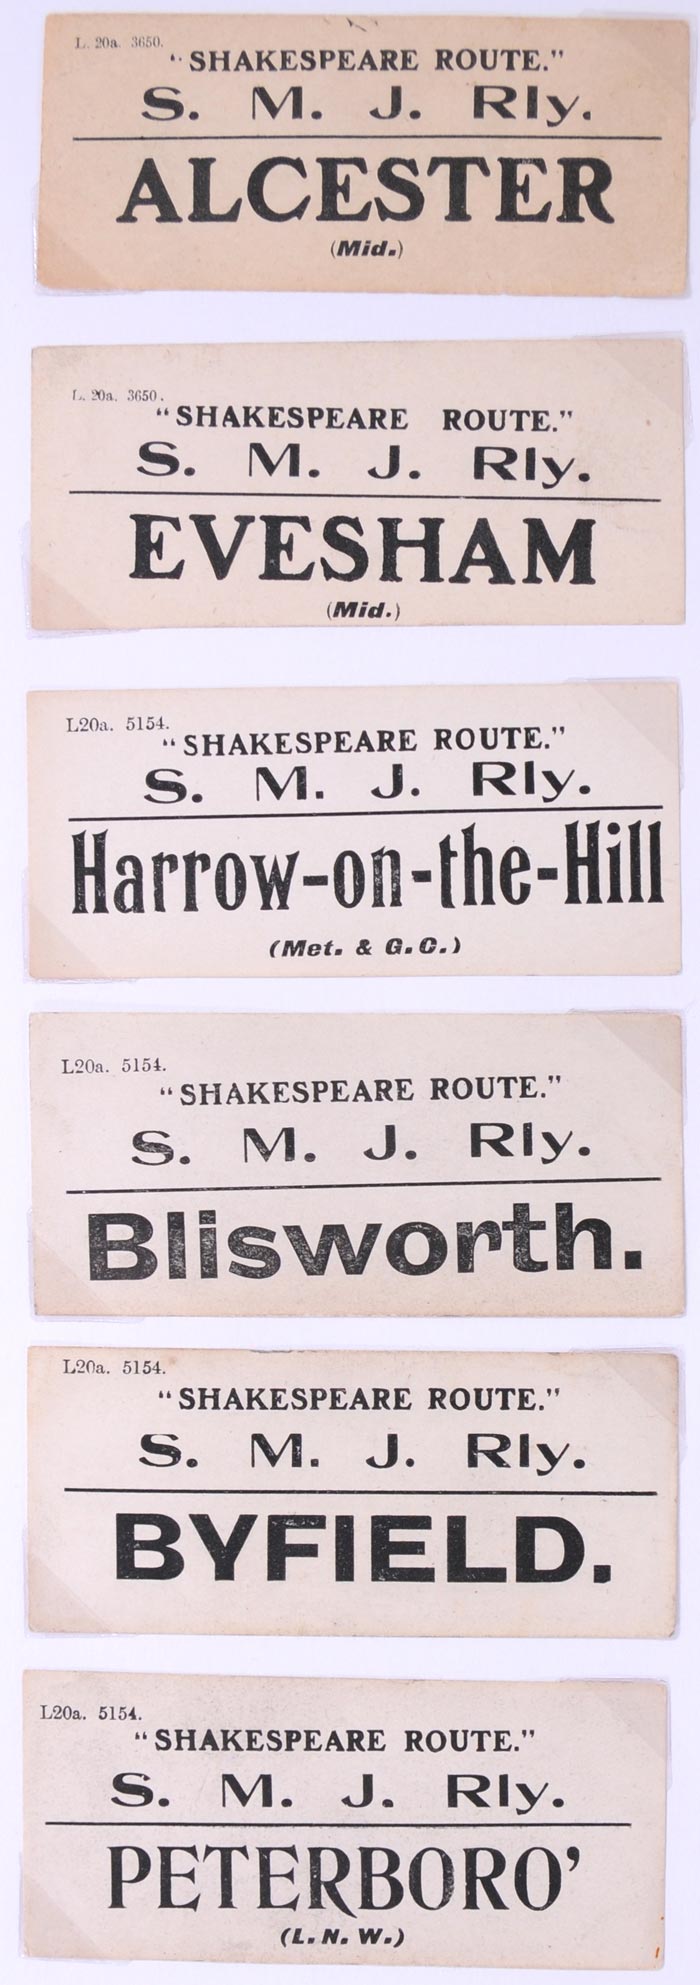 L. 20a. 3650.
"SHAKESPEARE ROUTE."
S. M. J. Rly.
ALCESTER
(Mid.)
L. 20a. 3650.
"SHAKESPEARE ROUTE."
S. M. J. Rly.
EVESHAM
(Mid.)
L20a. 5154.
"SHAKESPEARE ROUTE."
S. M. J. Rly.
Harrow-on-the-Hill
(Met. & G.C.)
L20a. 5154.
"SHAKESPEARE ROUTE."
S. M. J. Rly.
Blisworth.
L20a. 5154.
"SHAKESPEARE ROUTE."
S. M. J. Rly.
BYFIELD.
L20a. 5154.
"SHAKESPEARE ROUTE."
S. M. J. Rly.
PETERBORO'
(L. N. W.)